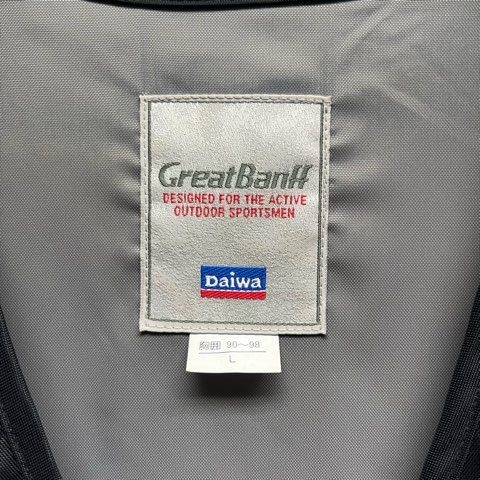 GreatBanff
DESIGNED FOR THE ACTIVE
OUTDOOR SPORTSMEN
Daiwa
胸囲 90～98
L